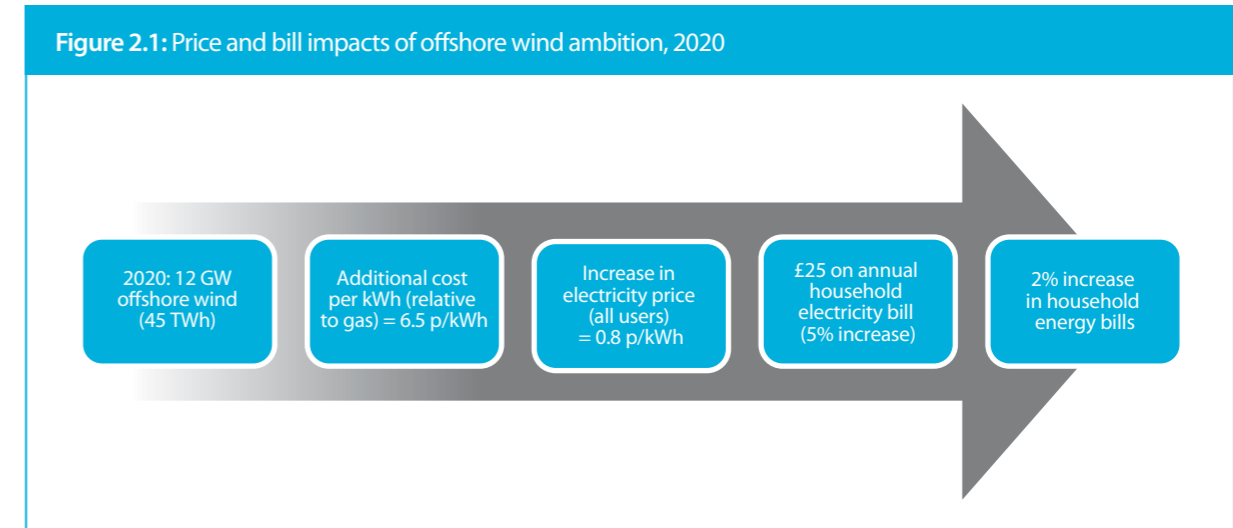 Figure 2.1: Price and bill impacts of offshore wind ambition, 2020
2020: 12 GW
offshore wind
(45 TWh)
Additional cost
per kWh (relative
to gas) = 6.5 p/kWh
Increase in
electricity price
(all users)
= 0.8 p/kWh
£25 on annual
household
electricity bill
(5% increase)
2% increase
in household
energy bills